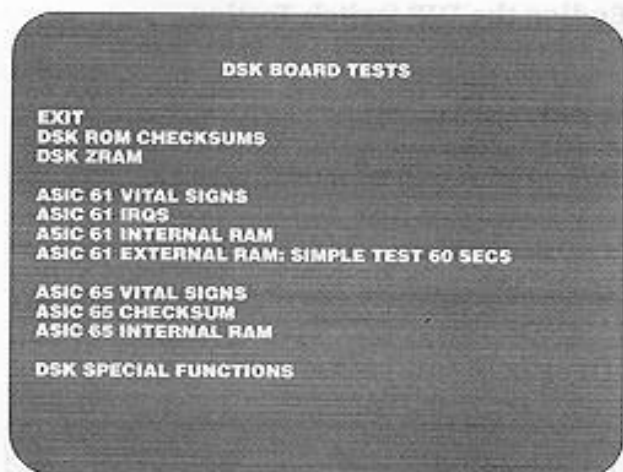 DSK BOARD TESTS
EXIT
DSK ROM CHECKSUMS
DSK ZRAM
ASIC 61 VITAL SIGNS
ASIC 61 IRQS
ASIC 61 INTERNAL RAM
ASIC 61 EXTERNAL RAM: SIMPLE TEST 60 SECS
ASIC 65 VITAL SIGNS
ASIC 65 CHECKSUM
ASIC 65 INTERNAL RAM
DSK SPECIAL FUNCTIONS